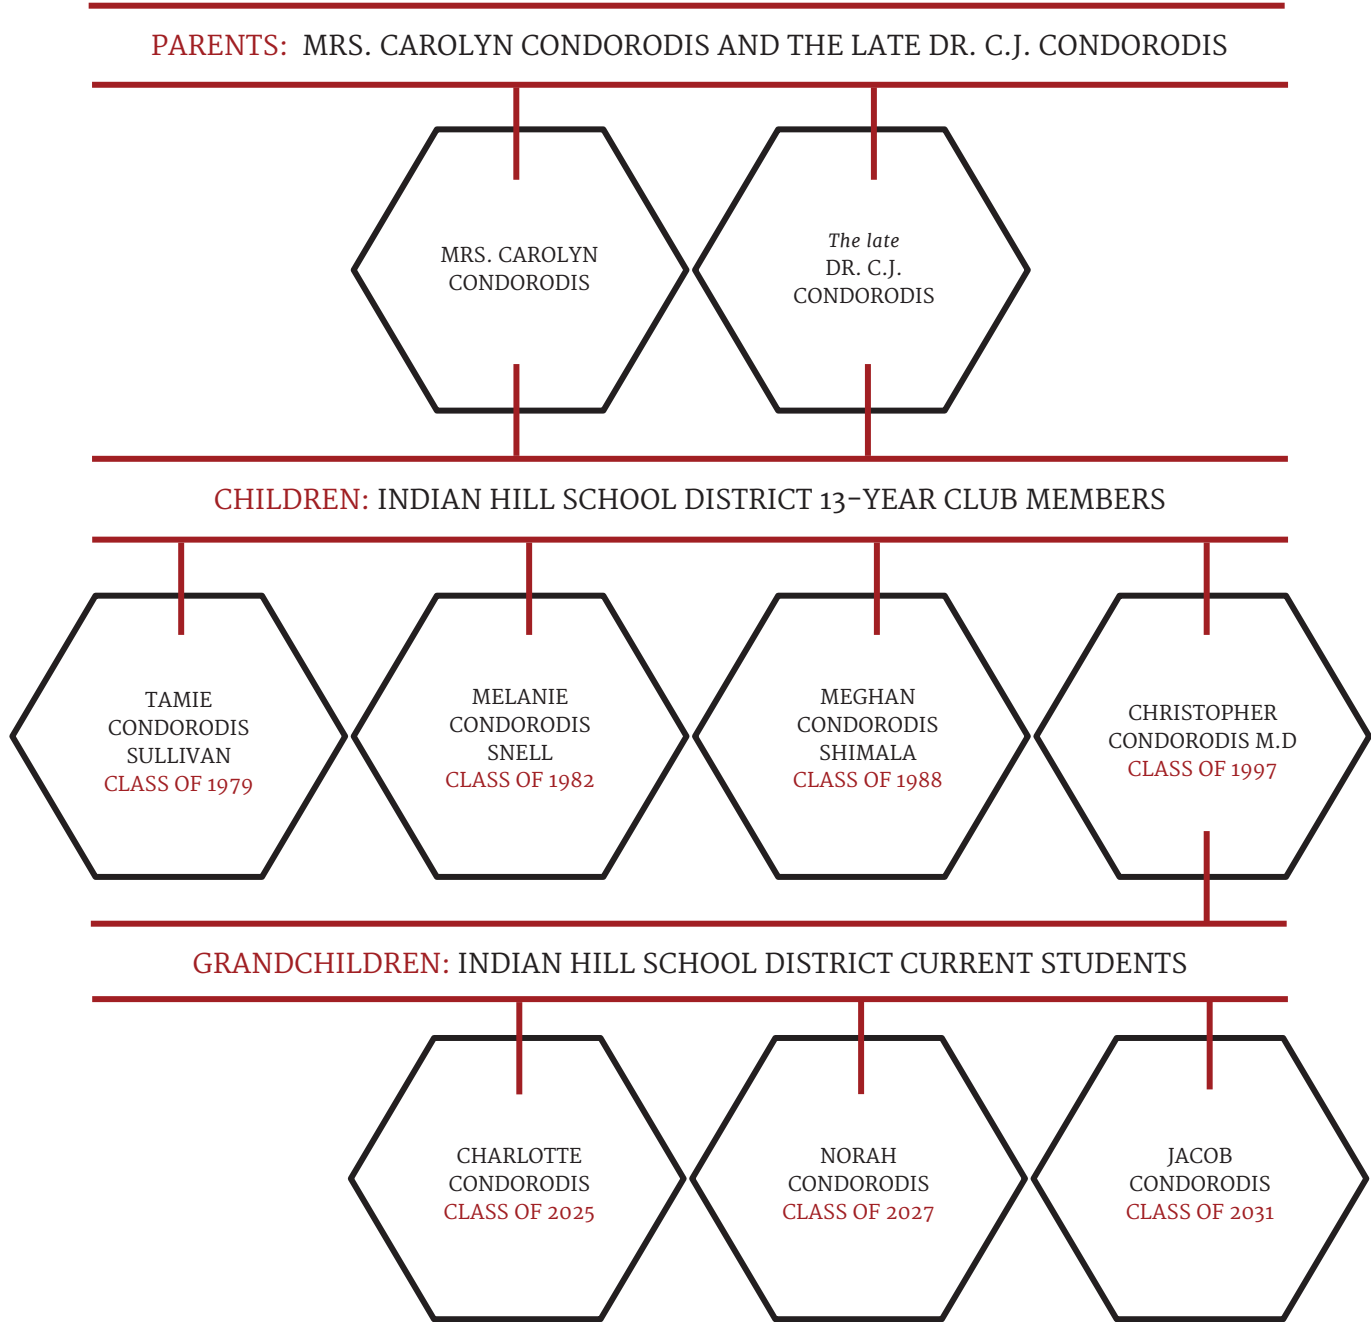 PARENTS: MRS. CAROLYN CONDORODIS AND THE LATE DR. C.J. CONDORODIS
MRS. CAROLYN
CONDORODIS
The late
DR. C.J.
CONDORODIS
CHILDREN: INDIAN HILL SCHOOL DISTRICT 13-YEAR CLUB MEMBERS
TAMIE
CONDORODIS
SULLIVAN
CLASS OF 1979
MELANIE
CONDORODIS
SNELL
CLASS OF 1982
MEGHAN
CONDORODIS
SHIMALA
CLASS OF 1988
CHRISTOPHER
CONDORODIS M.D
CLASS OF 1997
GRANDCHILDREN: INDIAN HILL SCHOOL DISTRICT CURRENT STUDENTS
CHARLOTTE
CONDORODIS
CLASS OF 2025
NORAH
CONDORODIS
CLASS OF 2027
JACOB
CONDORODIS
CLASS OF 2031